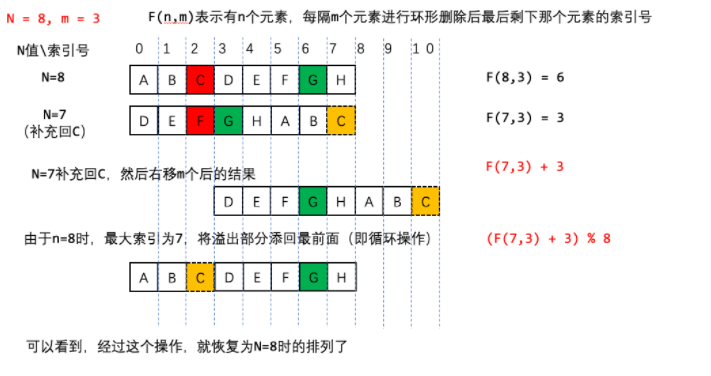 N = 8, m = 3
F(n,m)表示有n个元素，每隔m个元素进行环形删除后最后剩下那个元素的索引号
N值\索引号 0 1 2 3 4 5 6 7 8 9 10
N=8 A B C D E F G H F(8,3) = 6
N=7 D E F G H A B C F(7,3) = 3
（补充回C）
N=7补充回C，然后右移m个后的结果 F(7,3) + 3
D E F G H A B C
由于n=8时，最大索引为7，将溢出部分添回最前面（即循环操作） (F(7,3) + 3) % 8
A B C D E F G H
可以看到，经过这个操作，就恢复为N=8时的排列了